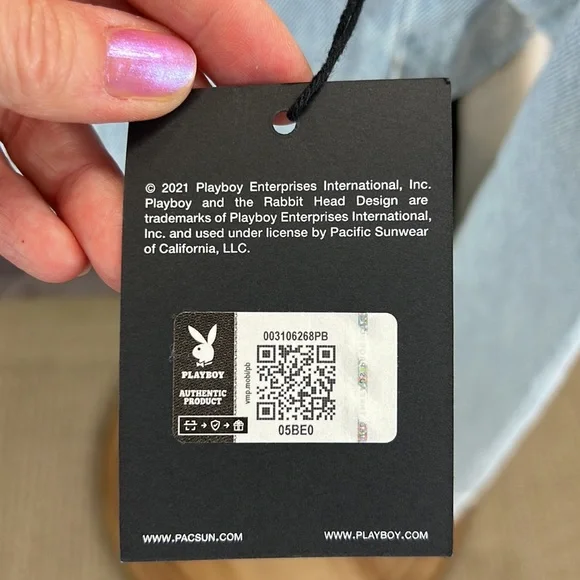 © 2021 Playboy Enterprises International, Inc.
Playboy and the Rabbit Head Design are
trademarks of Playboy Enterprises International,
Inc. and used under license by Pacific Sunwear
of California, LLC.
003106268PB
PLAYBOY
AUTHENTIC
PRODUCT
vmp.mobi/pb
05BE0
WWW.PACSUN.COM
WWW.PLAYBOY.COM